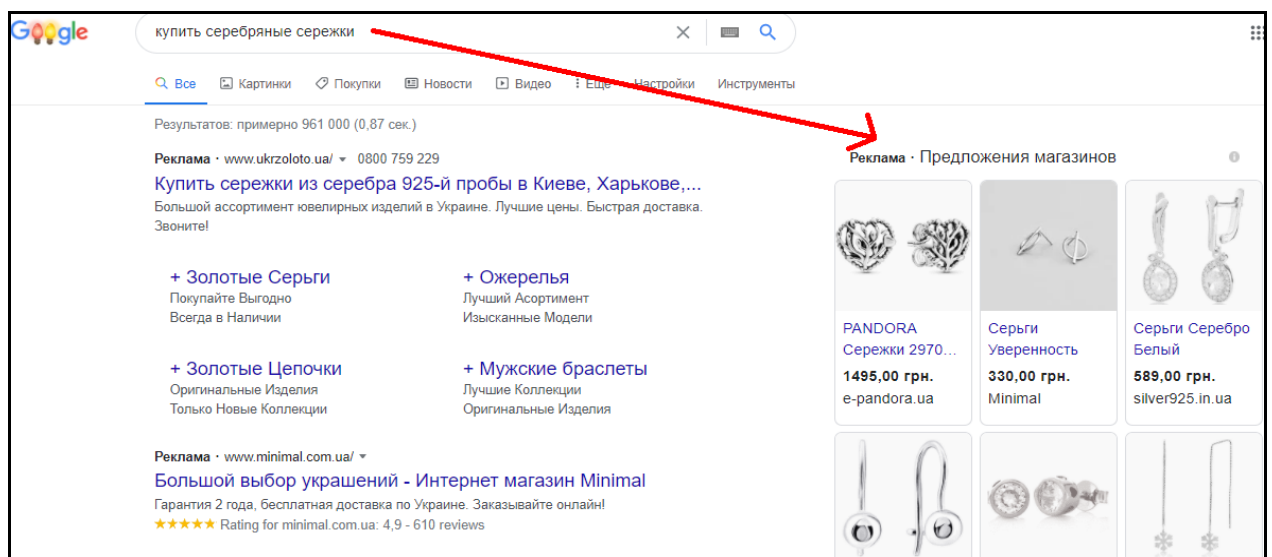 Google
купить серебряные сережки
Все Картинки Покупки Новости Видео Ещё Настройки Инструменты
Результатов: примерно 961 000 (0,87 сек.)
Реклама · www.ukrzoloto.ua/ 0800 759 229
Купить сережки из серебра 925-й пробы в Киеве, Харькове,...
Большой ассортимент ювелирных изделий в Украине. Лучшие цены. Быстрая доставка.
Звоните!
+ Золотые Серьги
Покупайте Выгодно
Всегда в Наличии
+ Ожерелья
Лучший Асортимент
Изысканные Модели
+ Золотые Цепочки
Оригинальные Изделия
Только Новые Коллекции
+ Мужские браслеты
Лучшие Коллекции
Оригинальные Изделия
Реклама · www.minimal.com.ua/
Большой выбор украшений - Интернет магазин Minimal
Гарантия 2 года, бесплатная доставка по Украине. Заказывайте онлайн!
Rating for minimal.com.ua: 4,9 - 610 reviews
Реклама · Предложения магазинов
PANDORA
Сережки 2970...
1495,00 грн.
e-pandora.ua
Серьги
Уверенность
330,00 грн.
Minimal
Серьги Серебро
Белый
589,00 грн.
silver925.in.ua